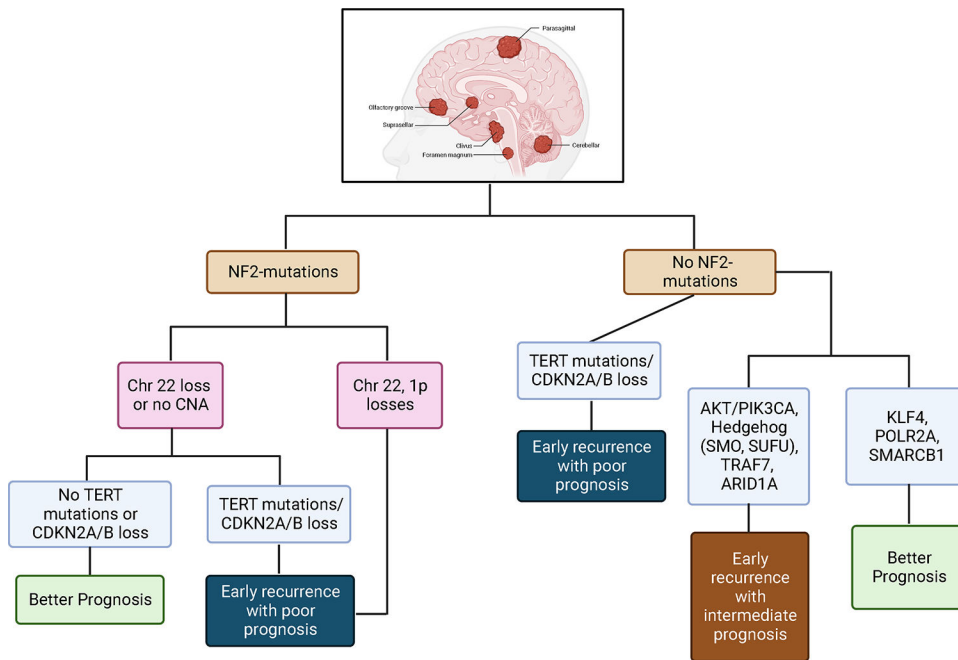 Parasagittal
Olfactory groove
Suprasellar
Clivus
Foramen magnum
Cerebellar
NF2-mutations
No NF2-
mutations
Chr 22 loss
or no CNA
Chr 22, 1p
losses
TERT mutations/
CDKN2A/B loss
AKT/PIK3CA,
Hedgehog
(SMO, SUFU),
TRAF7,
ARID1A
KLF4,
POLR2A,
SMARCB1
Early recurrence
with poor
prognosis
No TERT
mutations or
CDKN2A/B loss
TERT mutations/
CDKN2A/B loss
Better Prognosis
Early recurrence
with poor
prognosis
Early
recurrence
with
intermediate
prognosis
Better
Prognosis